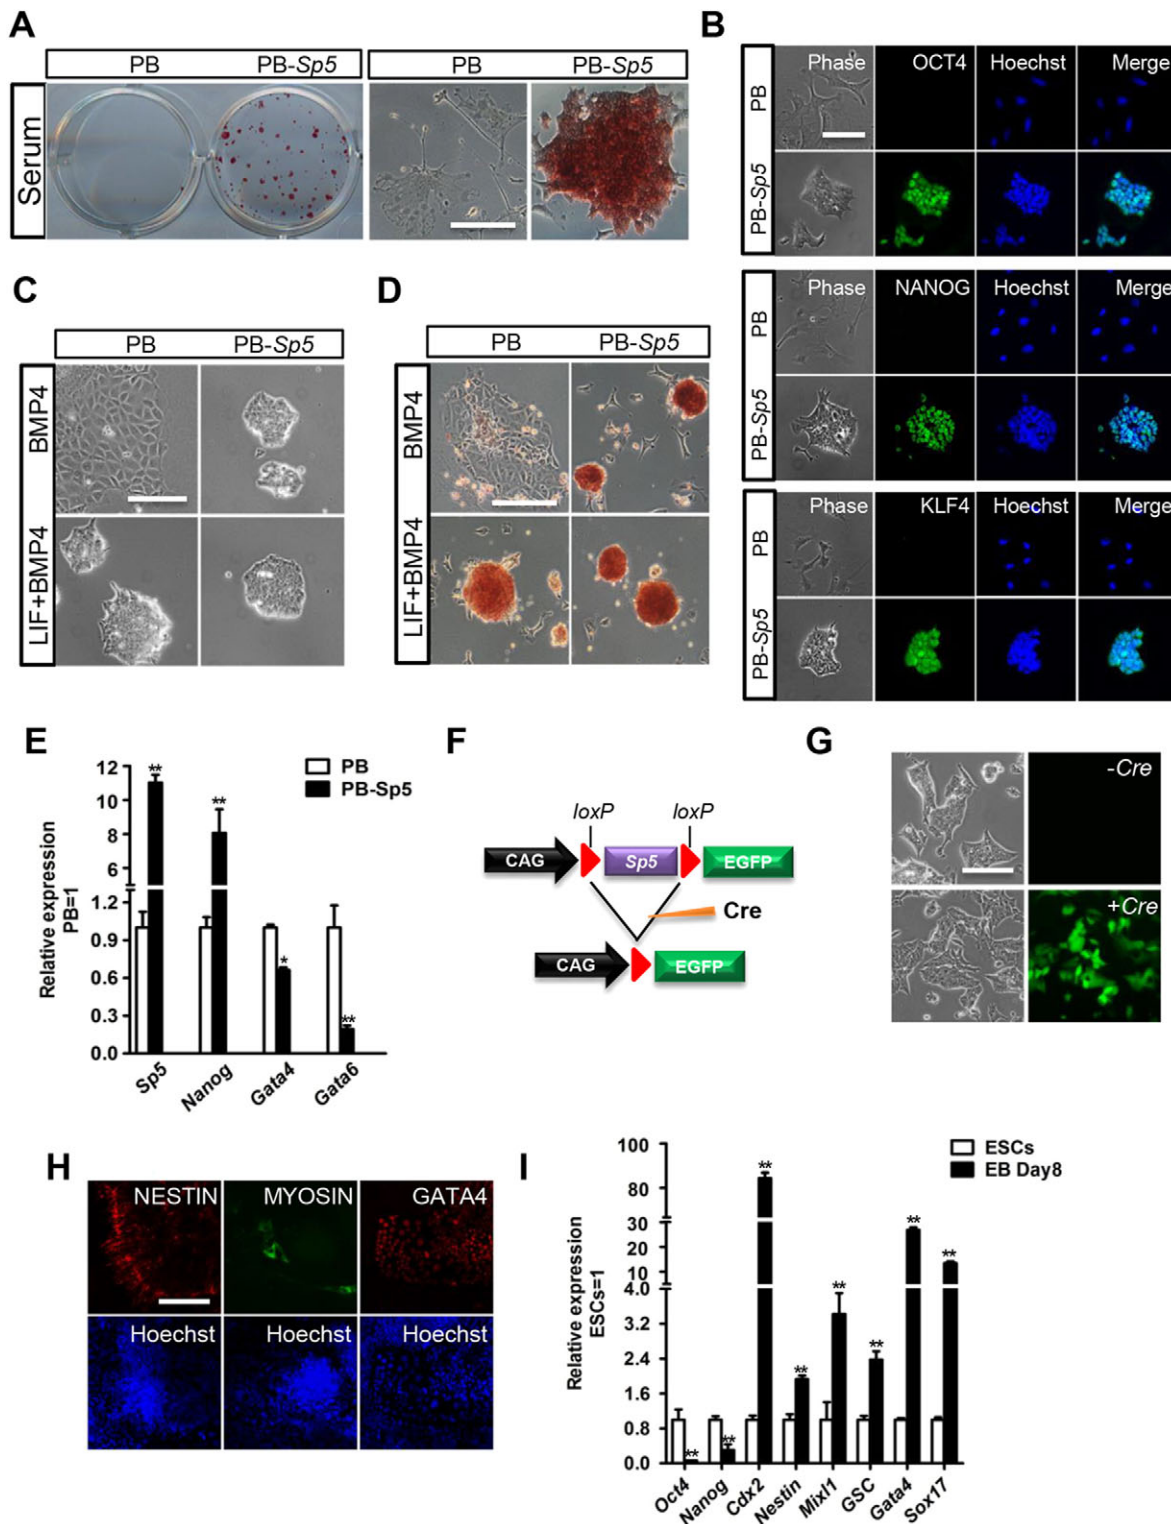 A
PB PB-Sp5 PB PB-Sp5
Serum
B
Phase OCT4 Hoechst Merge
PB
PB-Sp5
Phase NANOG Hoechst Merge
PB
PB-Sp5
Phase KLF4 Hoechst Merge
PB
PB-Sp5
C
PB PB-Sp5
BMP4
LIF+BMP4
D
PB PB-Sp5
BMP4
LIF+BMP4
E
PB
PB-Sp5
Relative expression
PB=1
12
10
8
6
1.2
0.9
0.6
0.3
0.0
**
**
*
**
Sp5 Nanog Gata4 Gata6
F
loxP loxP
CAG Sp5 EGFP
Cre
CAG EGFP
G
-Cre
+Cre
H
NESTIN MYOSIN GATA4
Hoechst Hoechst Hoechst
I
ESCs
EB Day8
Relative expression
ESCs=1
100
80
30
20
10
4.0
3.2
2.4
1.6
0.8
0.0
**
**
**
**
**
**
**
**
Oct4 Nanog Cdx2 Nestin Mixl1 GSC Gata4 Sox17